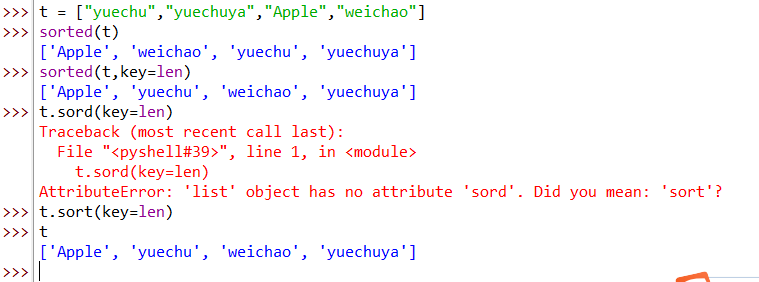 >>> t = ["yuechu","yuechuya","Apple","weichao"]
>>> sorted(t)
['Apple', 'weichao', 'yuechu', 'yuechuya']
>>> sorted(t,key=len)
['Apple', 'yuechu', 'weichao', 'yuechuya']
>>> t.sord(key=len)
Traceback (most recent call last):
  File "<pyshell#39>", line 1, in <module>
    t.sord(key=len)
AttributeError: 'list' object has no attribute 'sord'. Did you mean: 'sort'?
>>> t.sort(key=len)
>>> t
['Apple', 'yuechu', 'weichao', 'yuechuya']
>>>